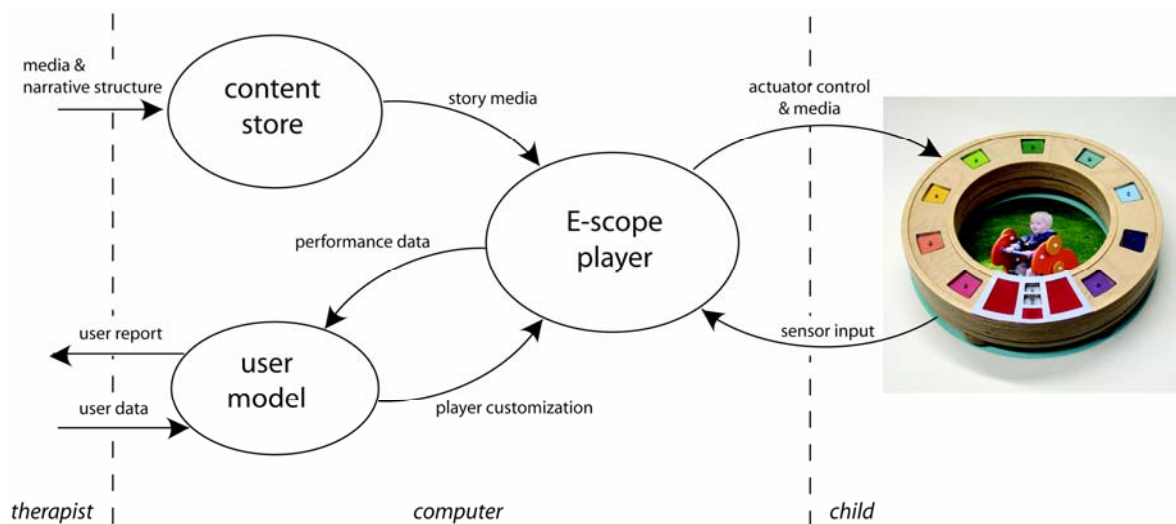 media &
narrative structure
content
store
story media
actuator control
& media
E-scope
player
performance data
user report
user
model
sensor input
user data
player customization
therapist
computer
child